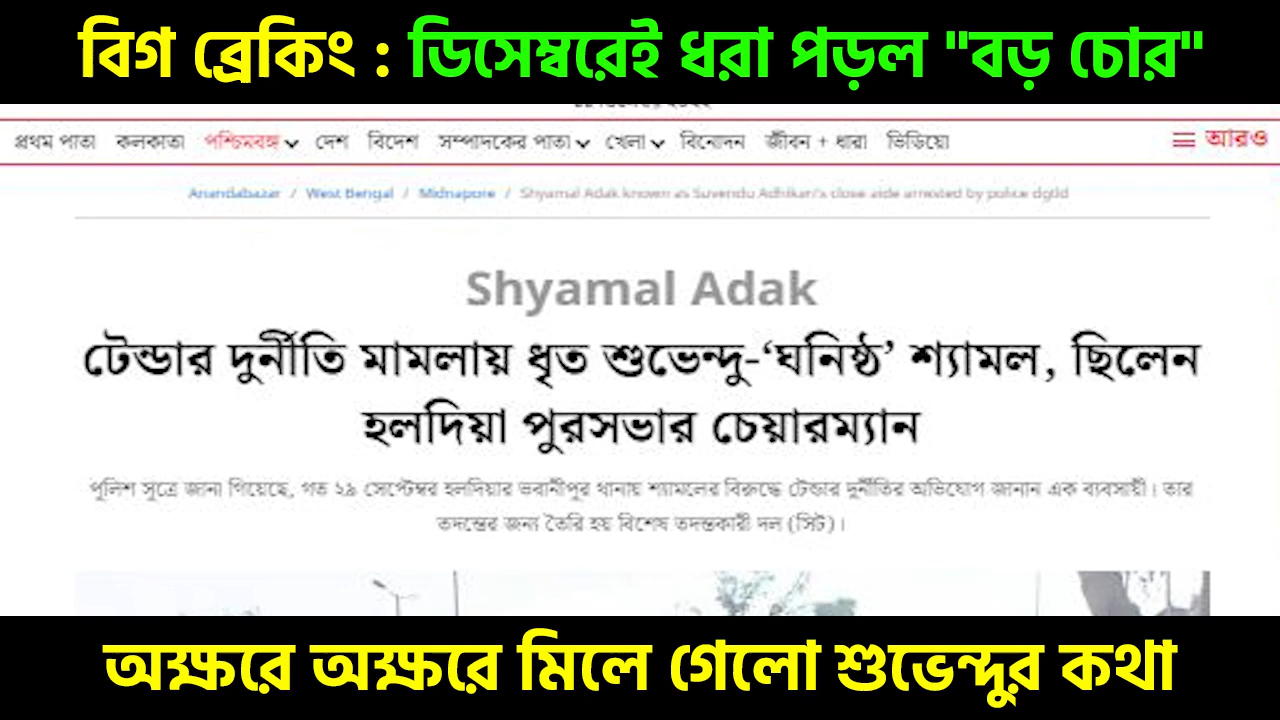 বিগ ব্রেকিং : ডিসেম্বরেই ধরা পড়ল "বড় চোর"
প্রথম পাতা কলকাতা পশ্চিমবঙ্গ দেশ বিদেশ সম্পাদকের পাতা খেলা বিনোদন জীবন + ধারা ভিডিয়ো আরও
Anandabazar / West Bengal / Midnapore / Shyamal Adak known as Suvendu Adhikari's close aide arrested by police dgtld
Shyamal Adak
টেন্ডার দুর্নীতি মামলায় ধৃত শুভেন্দু-‘ঘনিষ্ঠ’ শ্যামল, ছিলেন
হলদিয়া পুরসভার চেয়ারম্যান
পুলিশ সূত্রে জানা গিয়েছে, গত ২৯ সেপ্টেম্বর হলদিয়ার ভবানীপুর থানায় শ্যামলের বিরুদ্ধে টেন্ডার দুর্নীতির অভিযোগ জানান এক ব্যবসায়ী। তার
তদন্তের জন্য তৈরি হয় বিশেষ তদন্তকারী দল (সিট)।
অক্ষরে অক্ষরে মিলে গেলো শুভেন্দুর কথা